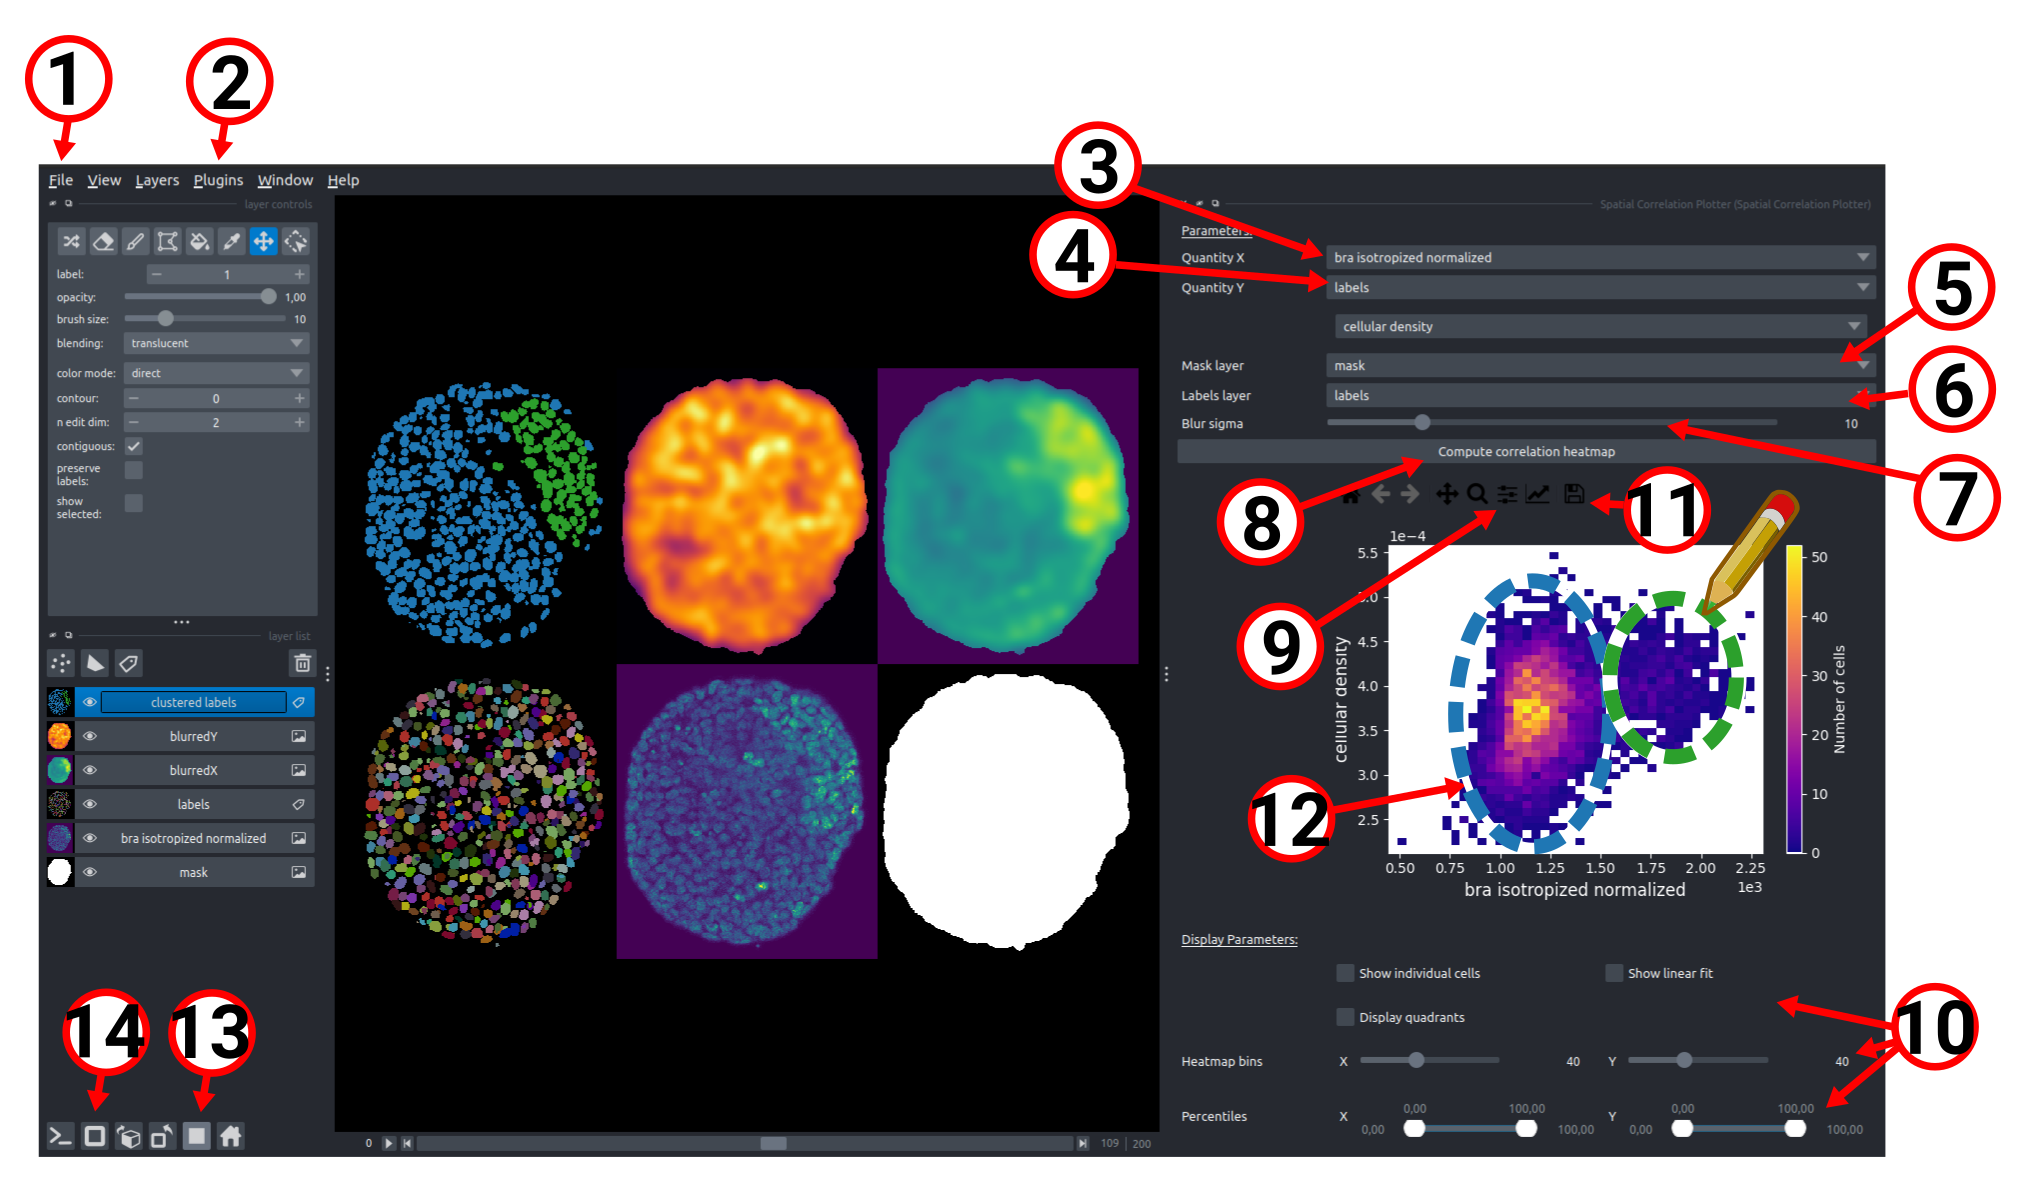 1
2
3
4
5
6
7
8
9
10
11
12
13
14
File View Layers Plugins Window Help
layer controls
label: 1
opacity: 1,00
brush size: 10
blending: translucent
color mode: direct
contour: 0
n edit dim: 2
contiguous:
preserve
labels:
show
selected:
layer list
clustered labels
blurredY
blurredX
labels
bra isotropized normalized
mask
0
109 | 200
Spatial Correlation Plotter (Spatial Correlation Plotter)
Parameters:
Quantity X bra isotropized normalized
Quantity Y labels
cellular density
Mask layer mask
Labels layer labels
Blur sigma 10
Compute correlation heatmap
1e−4
5.5
5.0
4.5
4.0
3.5
3.0
2.5
cellular density
0.50 0.75 1.00 1.25 1.50 1.75 2.00 2.25
1e3
bra isotropized normalized
50
40
30
20
10
0
Number of cells
Display Parameters:
Show individual cells Show linear fit
Display quadrants
Heatmap bins X 40 Y 40
Percentiles X 0,00 0,00 100,00 100,00 Y 0,00 0,00 100,00 100,00